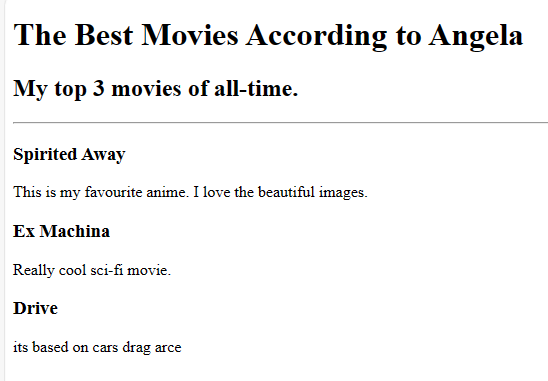 The Best Movies According to Angela
My top 3 movies of all-time.
Spirited Away
This is my favourite anime. I love the beautiful images.
Ex Machina
Really cool sci-fi movie.
Drive
its based on cars drag arce